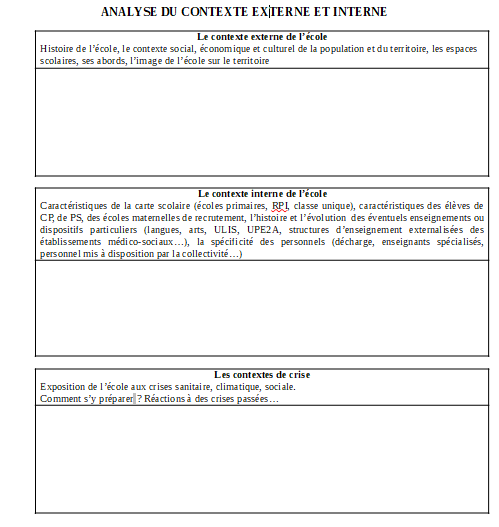 ANALYSE DU CONTEXTE EXTERNE ET INTERNE
Le contexte externe de l'école
Histoire de l'école, le contexte social, économique et culturel de la population et du territoire, les espaces
scolaires, ses abords, l'image de l'école sur le territoire
Le contexte interne de l'école
Caractéristiques de la carte scolaire (écoles primaires, RPI, classe unique), caractéristiques des élèves de
CP, de PS, des écoles maternelles de recrutement, l'histoire et l'évolution des éventuels enseignements ou
dispositifs particuliers (langues, arts, ULIS, UPE2A, structures d'enseignement externalisées des
établissements médico-sociaux…), la spécificité des personnels (décharge, enseignants spécialisés,
personnel mis à disposition par la collectivité…)
Les contextes de crise
Exposition de l'école aux crises sanitaire, climatique, sociale.
Comment s'y préparer ? Réactions à des crises passées…